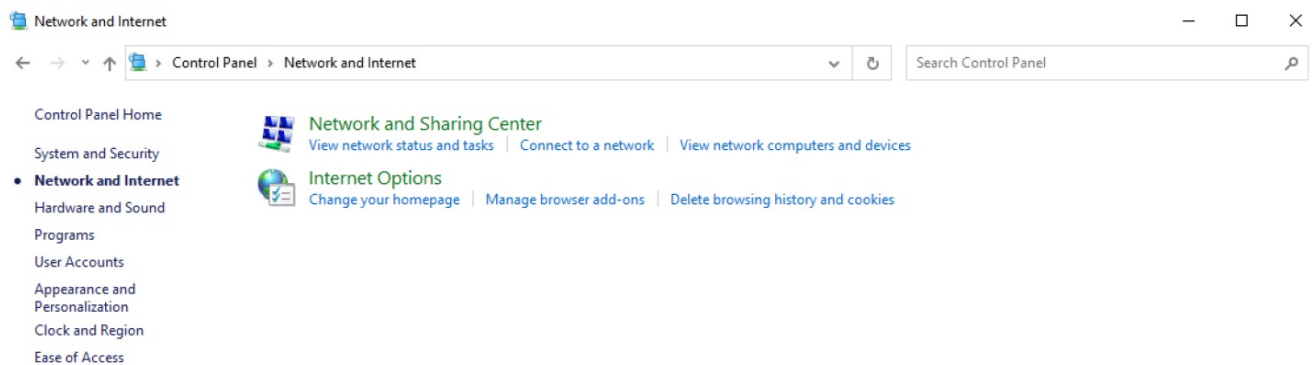 Network and Internet
Control Panel > Network and Internet
Search Control Panel
Control Panel Home
System and Security
Network and Internet
Hardware and Sound
Programs
User Accounts
Appearance and
Personalization
Clock and Region
Ease of Access
Network and Sharing Center
View network status and tasks | Connect to a network | View network computers and devices
Internet Options
Change your homepage | Manage browser add-ons | Delete browsing history and cookies